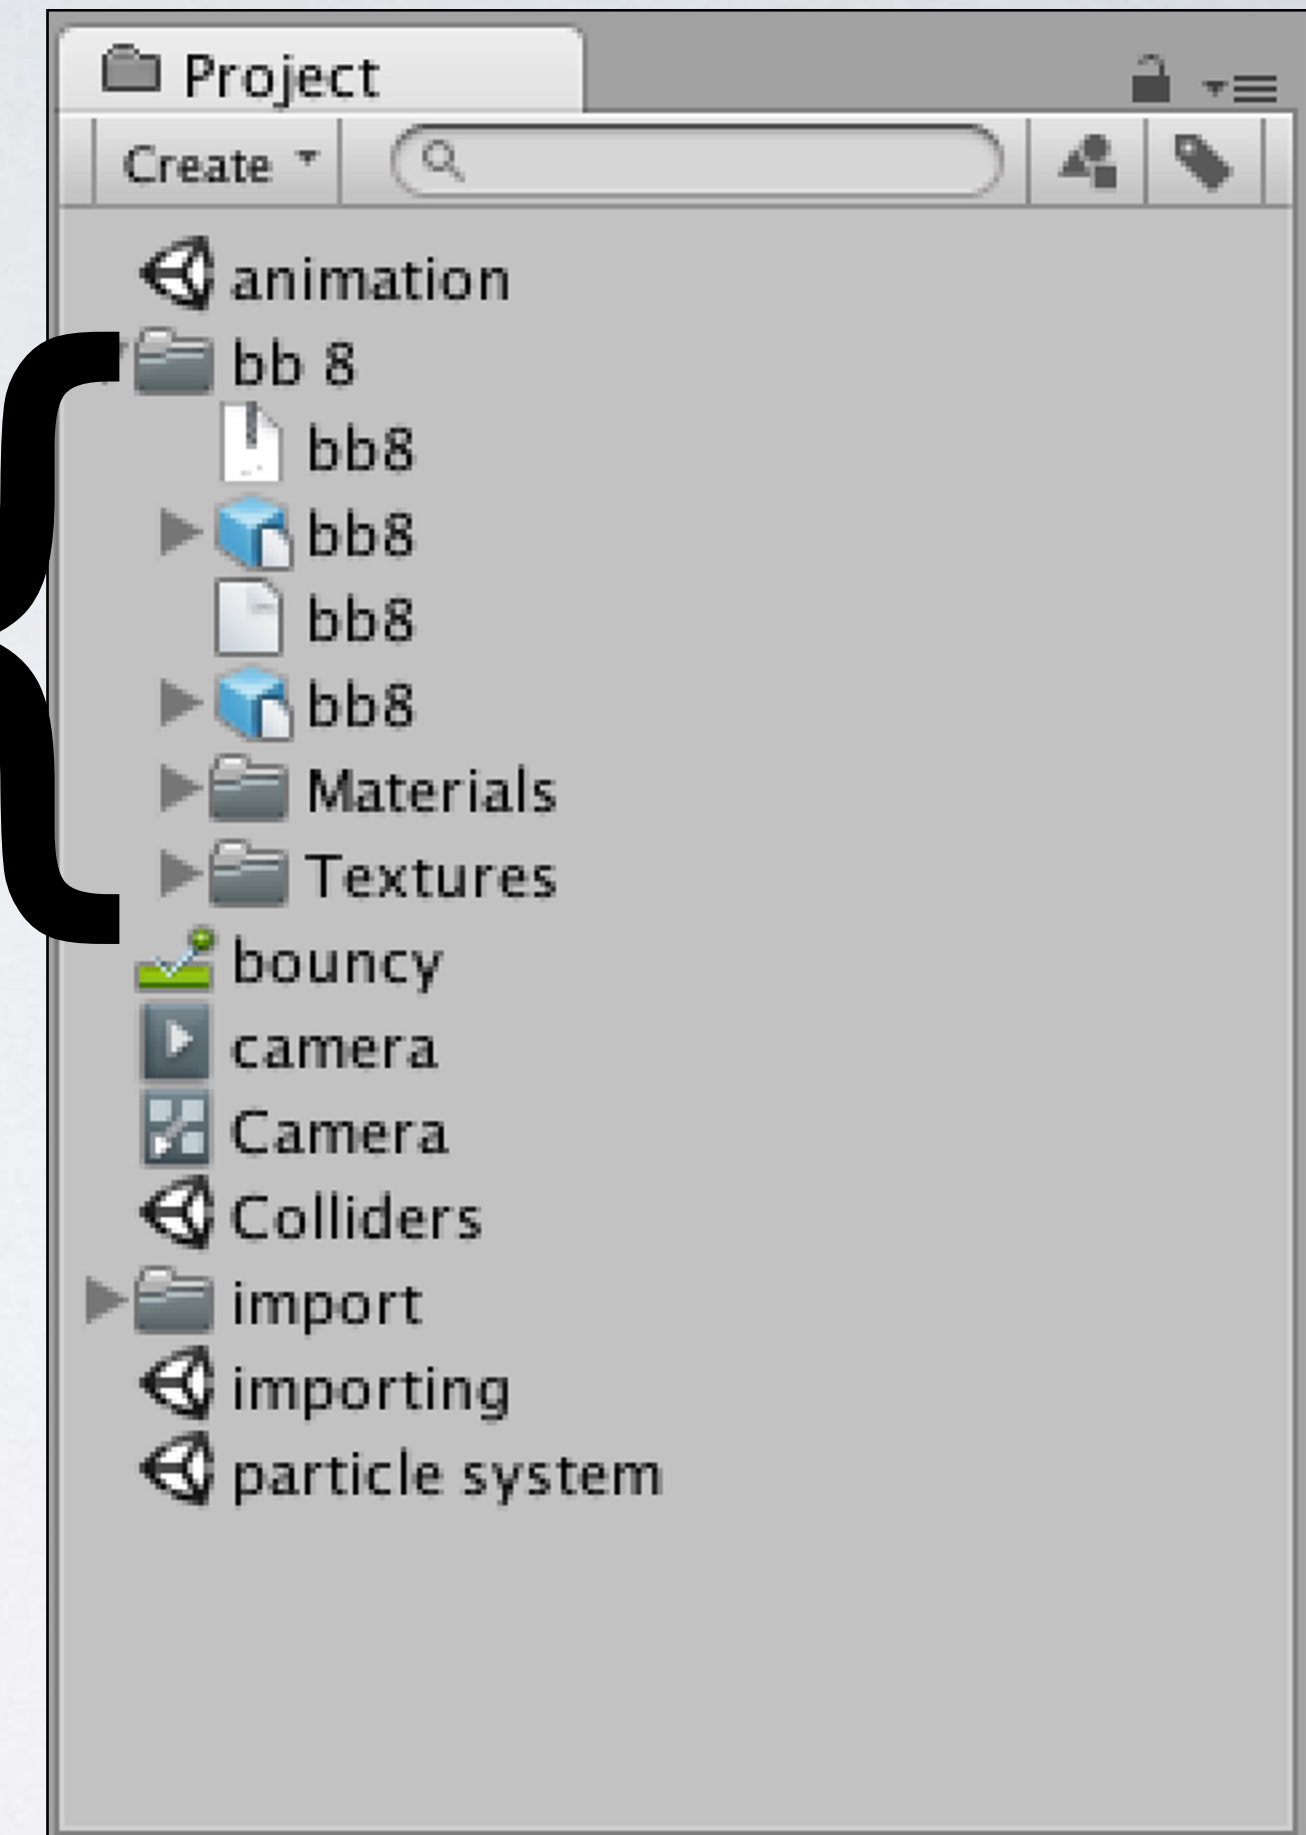 Project
Create
animation
bb 8
bb8
bb8
bb8
bb8
Materials
Textures
bouncy
camera
Camera
Colliders
import
importing
particle system